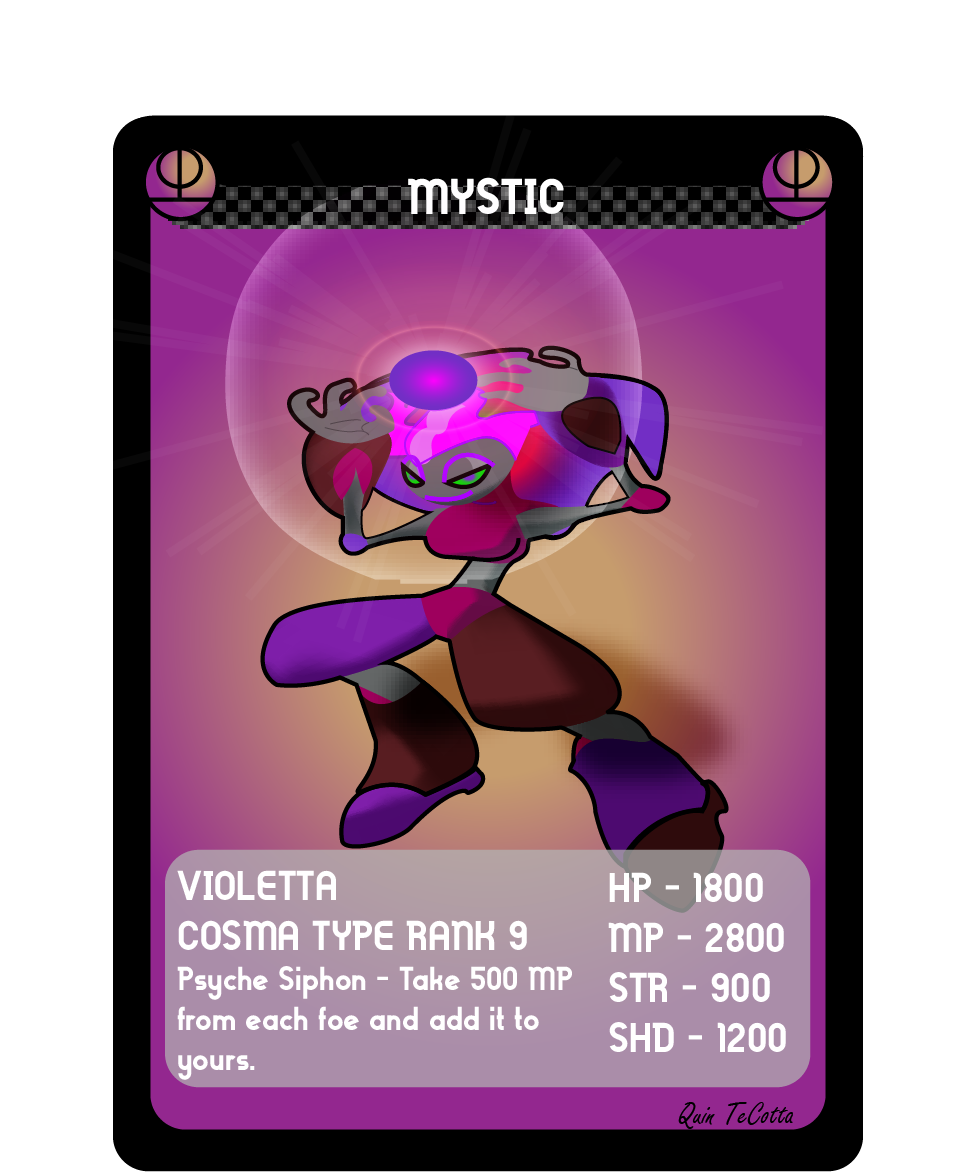 MYSTIC
VIOLETTA
COSMA TYPE RANK 9
Psyche Siphon - Take 500 MP
from each foe and add it to
yours.
HP - 1800
MP - 2800
STR - 900
SHD - 1200
Quin TeCotta